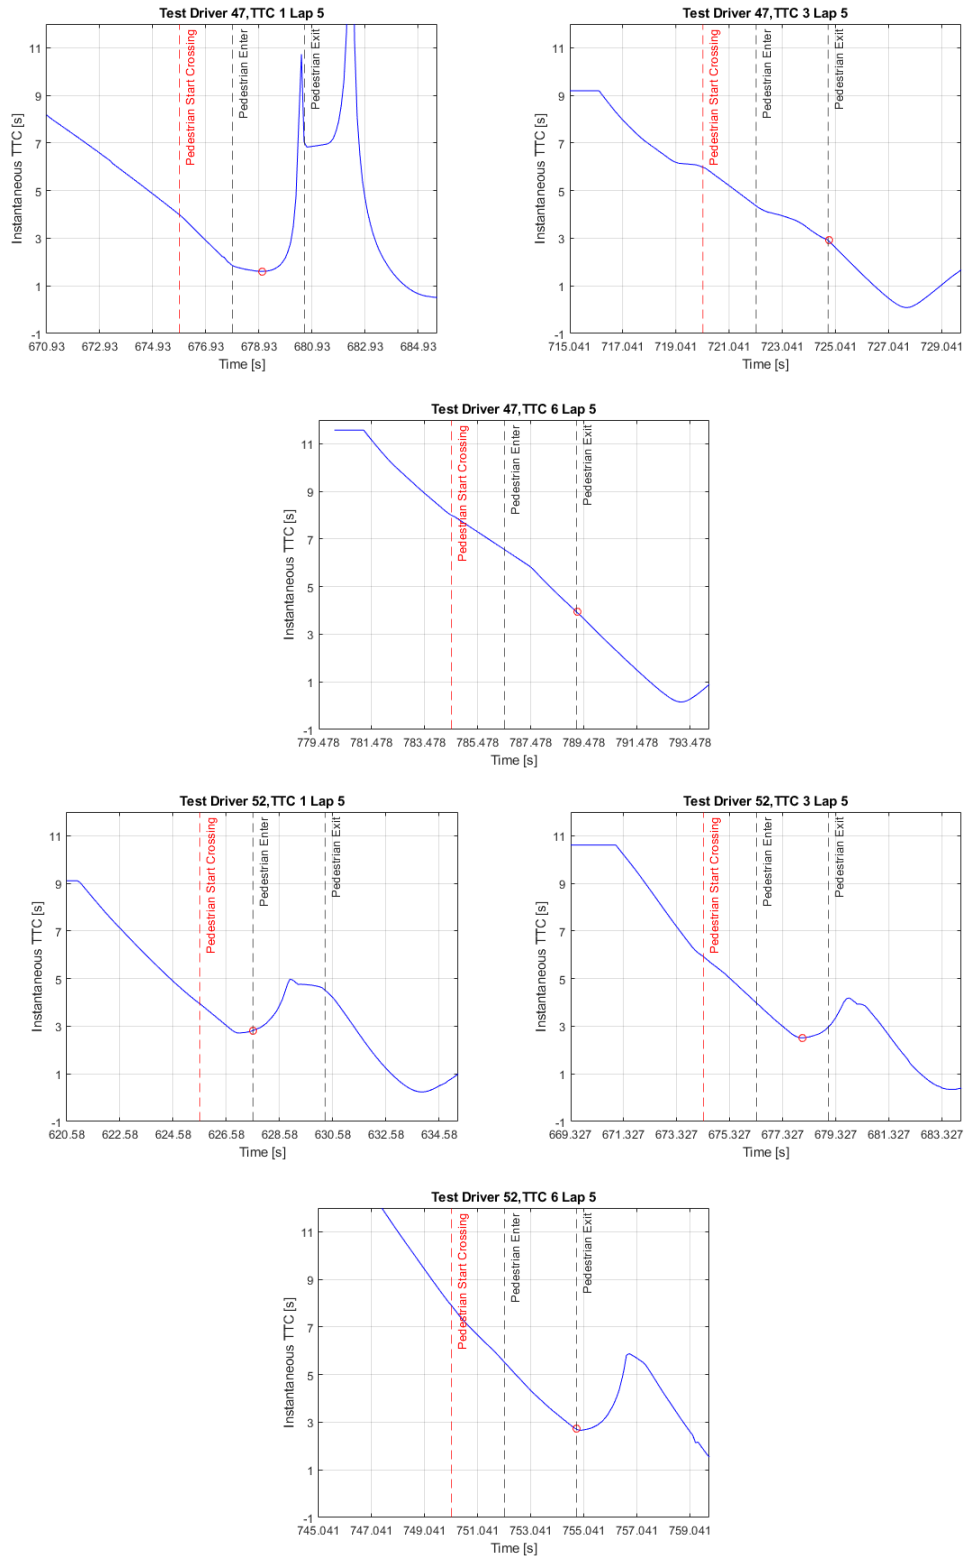 Test Driver 47, TTC 1 Lap 5
Instantaneous TTC [s]
11
9
7
5
3
1
-1
Pedestrian Start Crossing
Pedestrian Enter
Pedestrian Exit
670.93 672.93 674.93 676.93 678.93 680.93 682.93 684.93
Time [s]
Test Driver 47, TTC 3 Lap 5
Instantaneous TTC [s]
11
9
7
5
3
1
-1
Pedestrian Start Crossing
Pedestrian Enter
Pedestrian Exit
715.041 717.041 719.041 721.041 723.041 725.041 727.041 729.041
Time [s]
Test Driver 47, TTC 6 Lap 5
Instantaneous TTC [s]
11
9
7
5
3
1
-1
Pedestrian Start Crossing
Pedestrian Enter
Pedestrian Exit
779.478 781.478 783.478 785.478 787.478 789.478 791.478 793.478
Time [s]
Test Driver 52, TTC 1 Lap 5
Instantaneous TTC [s]
11
9
7
5
3
1
-1
Pedestrian Start Crossing
Pedestrian Enter
Pedestrian Exit
620.58 622.58 624.58 626.58 628.58 630.58 632.58 634.58
Time [s]
Test Driver 52, TTC 3 Lap 5
Instantaneous TTC [s]
11
9
7
5
3
1
-1
Pedestrian Start Crossing
Pedestrian Enter
Pedestrian Exit
669.327 671.327 673.327 675.327 677.327 679.327 681.327 683.327
Time [s]
Test Driver 52, TTC 6 Lap 5
Instantaneous TTC [s]
11
9
7
5
3
1
-1
Pedestrian Start Crossing
Pedestrian Enter
Pedestrian Exit
745.041 747.041 749.041 751.041 753.041 755.041 757.041 759.041
Time [s]